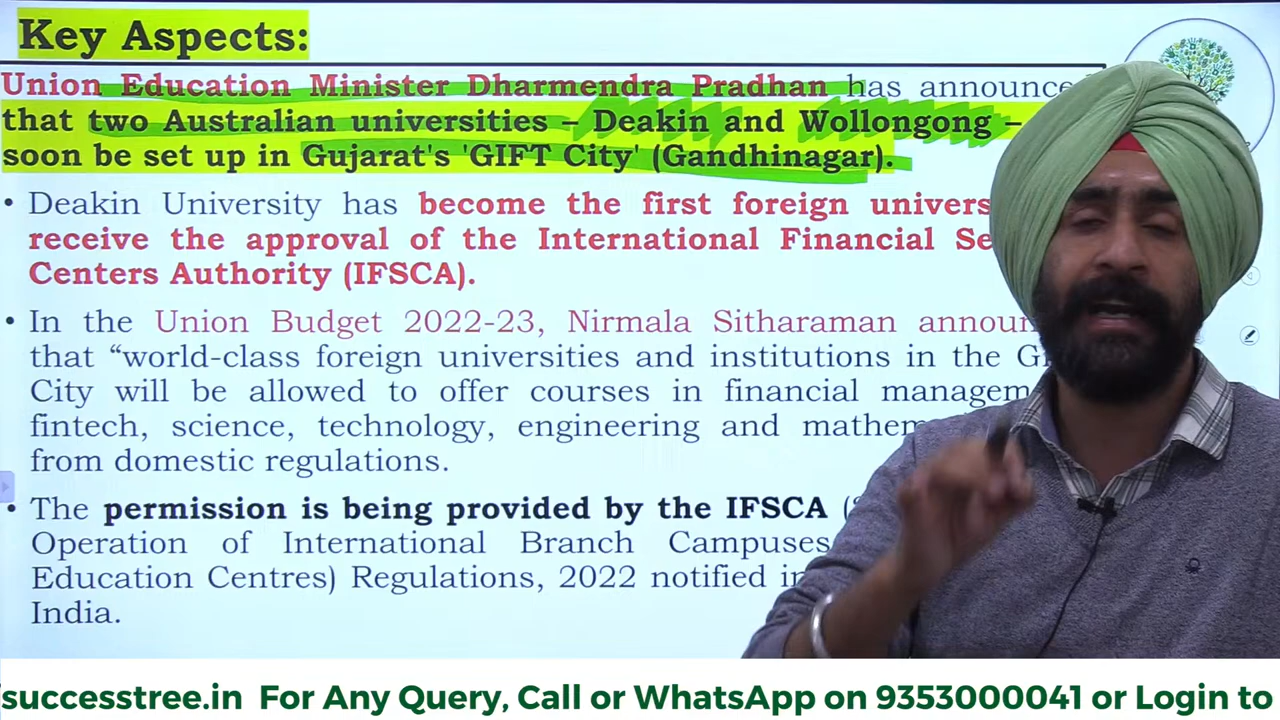 Key Aspects:
Union Education Minister Dharmendra Pradhan has announce
that two Australian universities – Deakin and Wollongong –
soon be set up in Gujarat's 'GIFT City' (Gandhinagar).
• Deakin University has become the first foreign
receive the approval of the International Financial
Centers Authority (IFSCA).
• In the Union Budget 2022-23, Nirmala Sitharaman
that “world-class foreign universities and institutions in the
City will be allowed to offer courses in financial
fintech, science, technology, engineering and
from domestic regulations.
• The permission is being provided by the IFSCA
Operation of International Branch Campuses
Education Centres) Regulations, 2022 notified in
India.
successtree.in For Any Query, Call or WhatsApp on 9353000041 or Login to